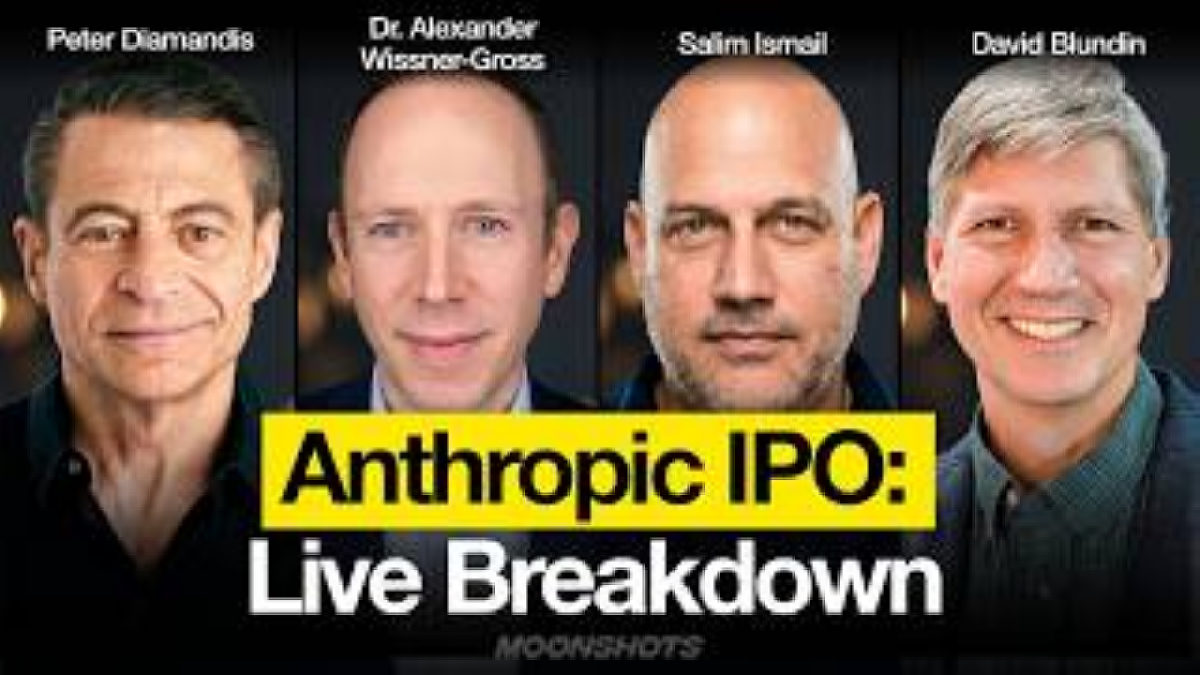 Peter Diamandis
Dr. Alexander
Wissner-Gross
Salim Ismail
David Blundin
Anthropic IPO:
Live Breakdown
MOONSHOTS